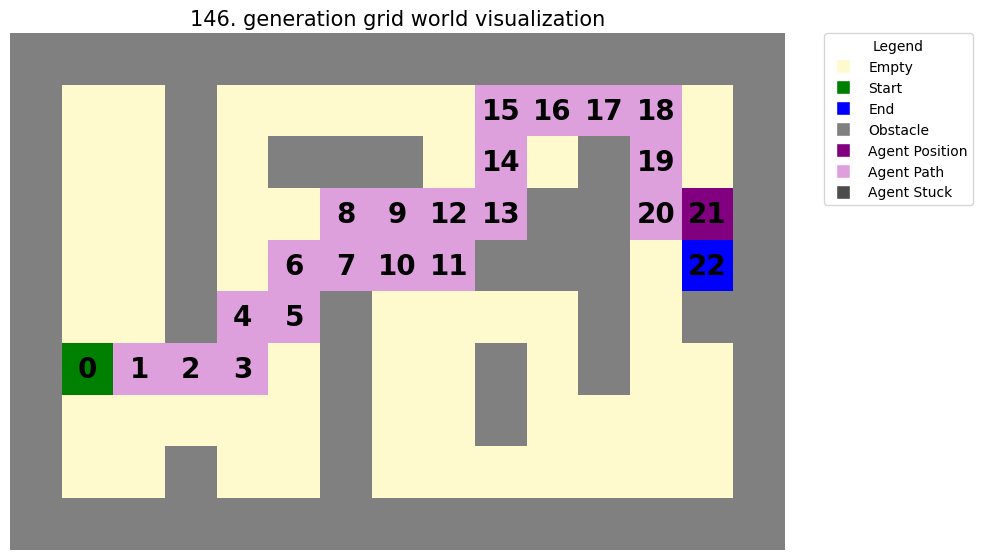 146. generation grid world visualization
15 16 17 18
14 19
8 9 12 13 20 21
6 7 10 11 22
4 5
0 1 2 3
Legend
Empty
Start
End
Obstacle
Agent Position
Agent Path
Agent Stuck